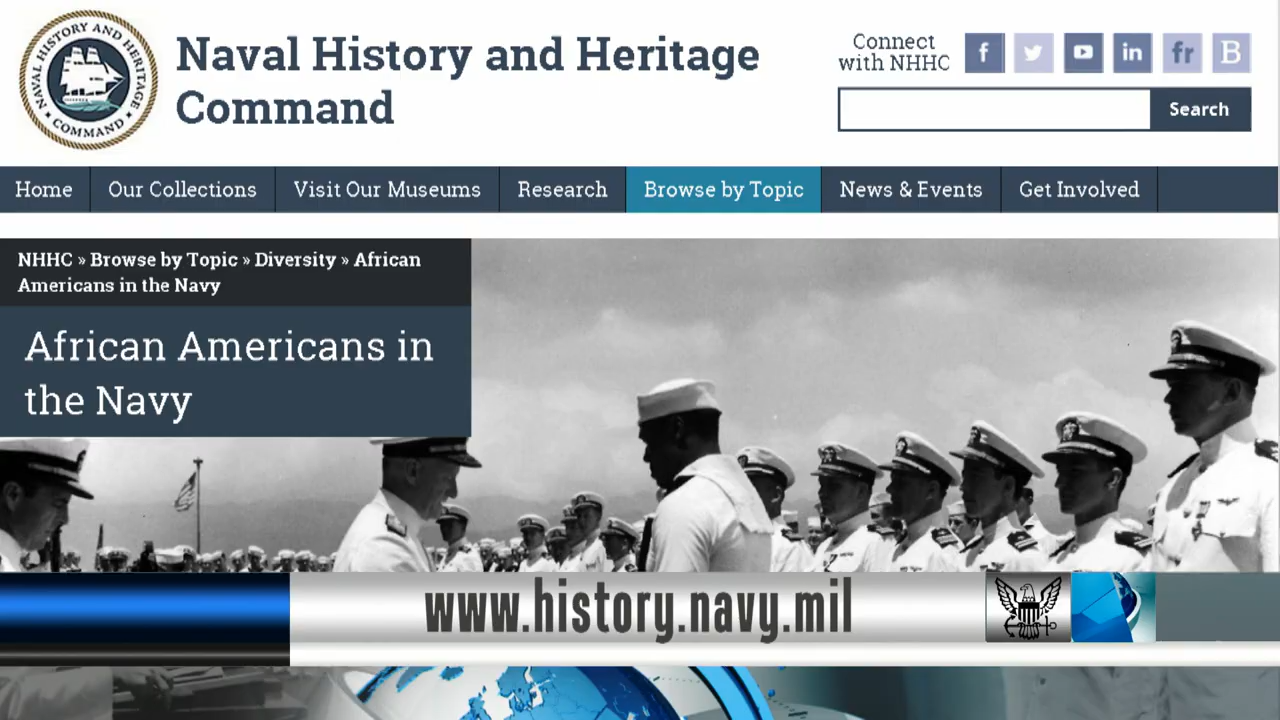 NAVAL HISTORY AND HERITAGE
COMMAND
Naval History and Heritage
Command
Connect
with NHHC
f
in
fr
B
Search
Home
Our Collections
Visit Our Museums
Research
Browse by Topic
News & Events
Get Involved
NHHC » Browse by Topic » Diversity » African
Americans in the Navy
African Americans in
the Navy
www.history.navy.mil